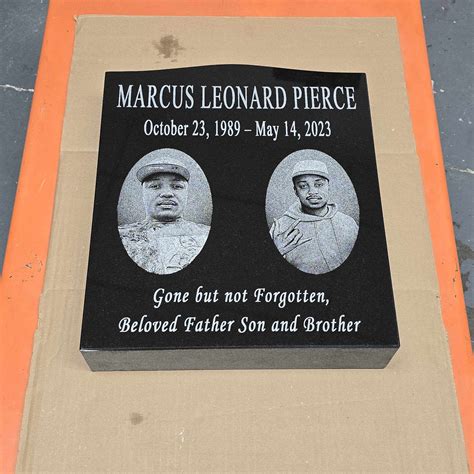 MARCUS LEONARD PIERCE
October 23, 1989 – May 14, 2023
Gone but not Forgotten,
Beloved Father Son and Brother